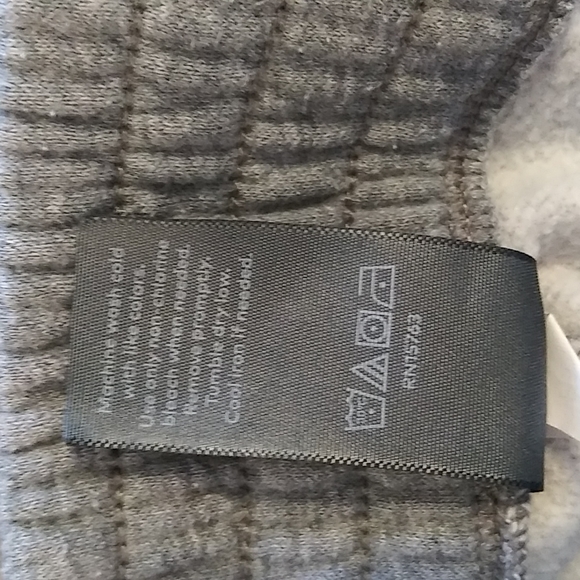 Machine wash cold
with like colors.
Use only non-chlorine
bleach when needed.
Remove promptly.
Tumble dry low.
Cool iron if needed.
RN15763